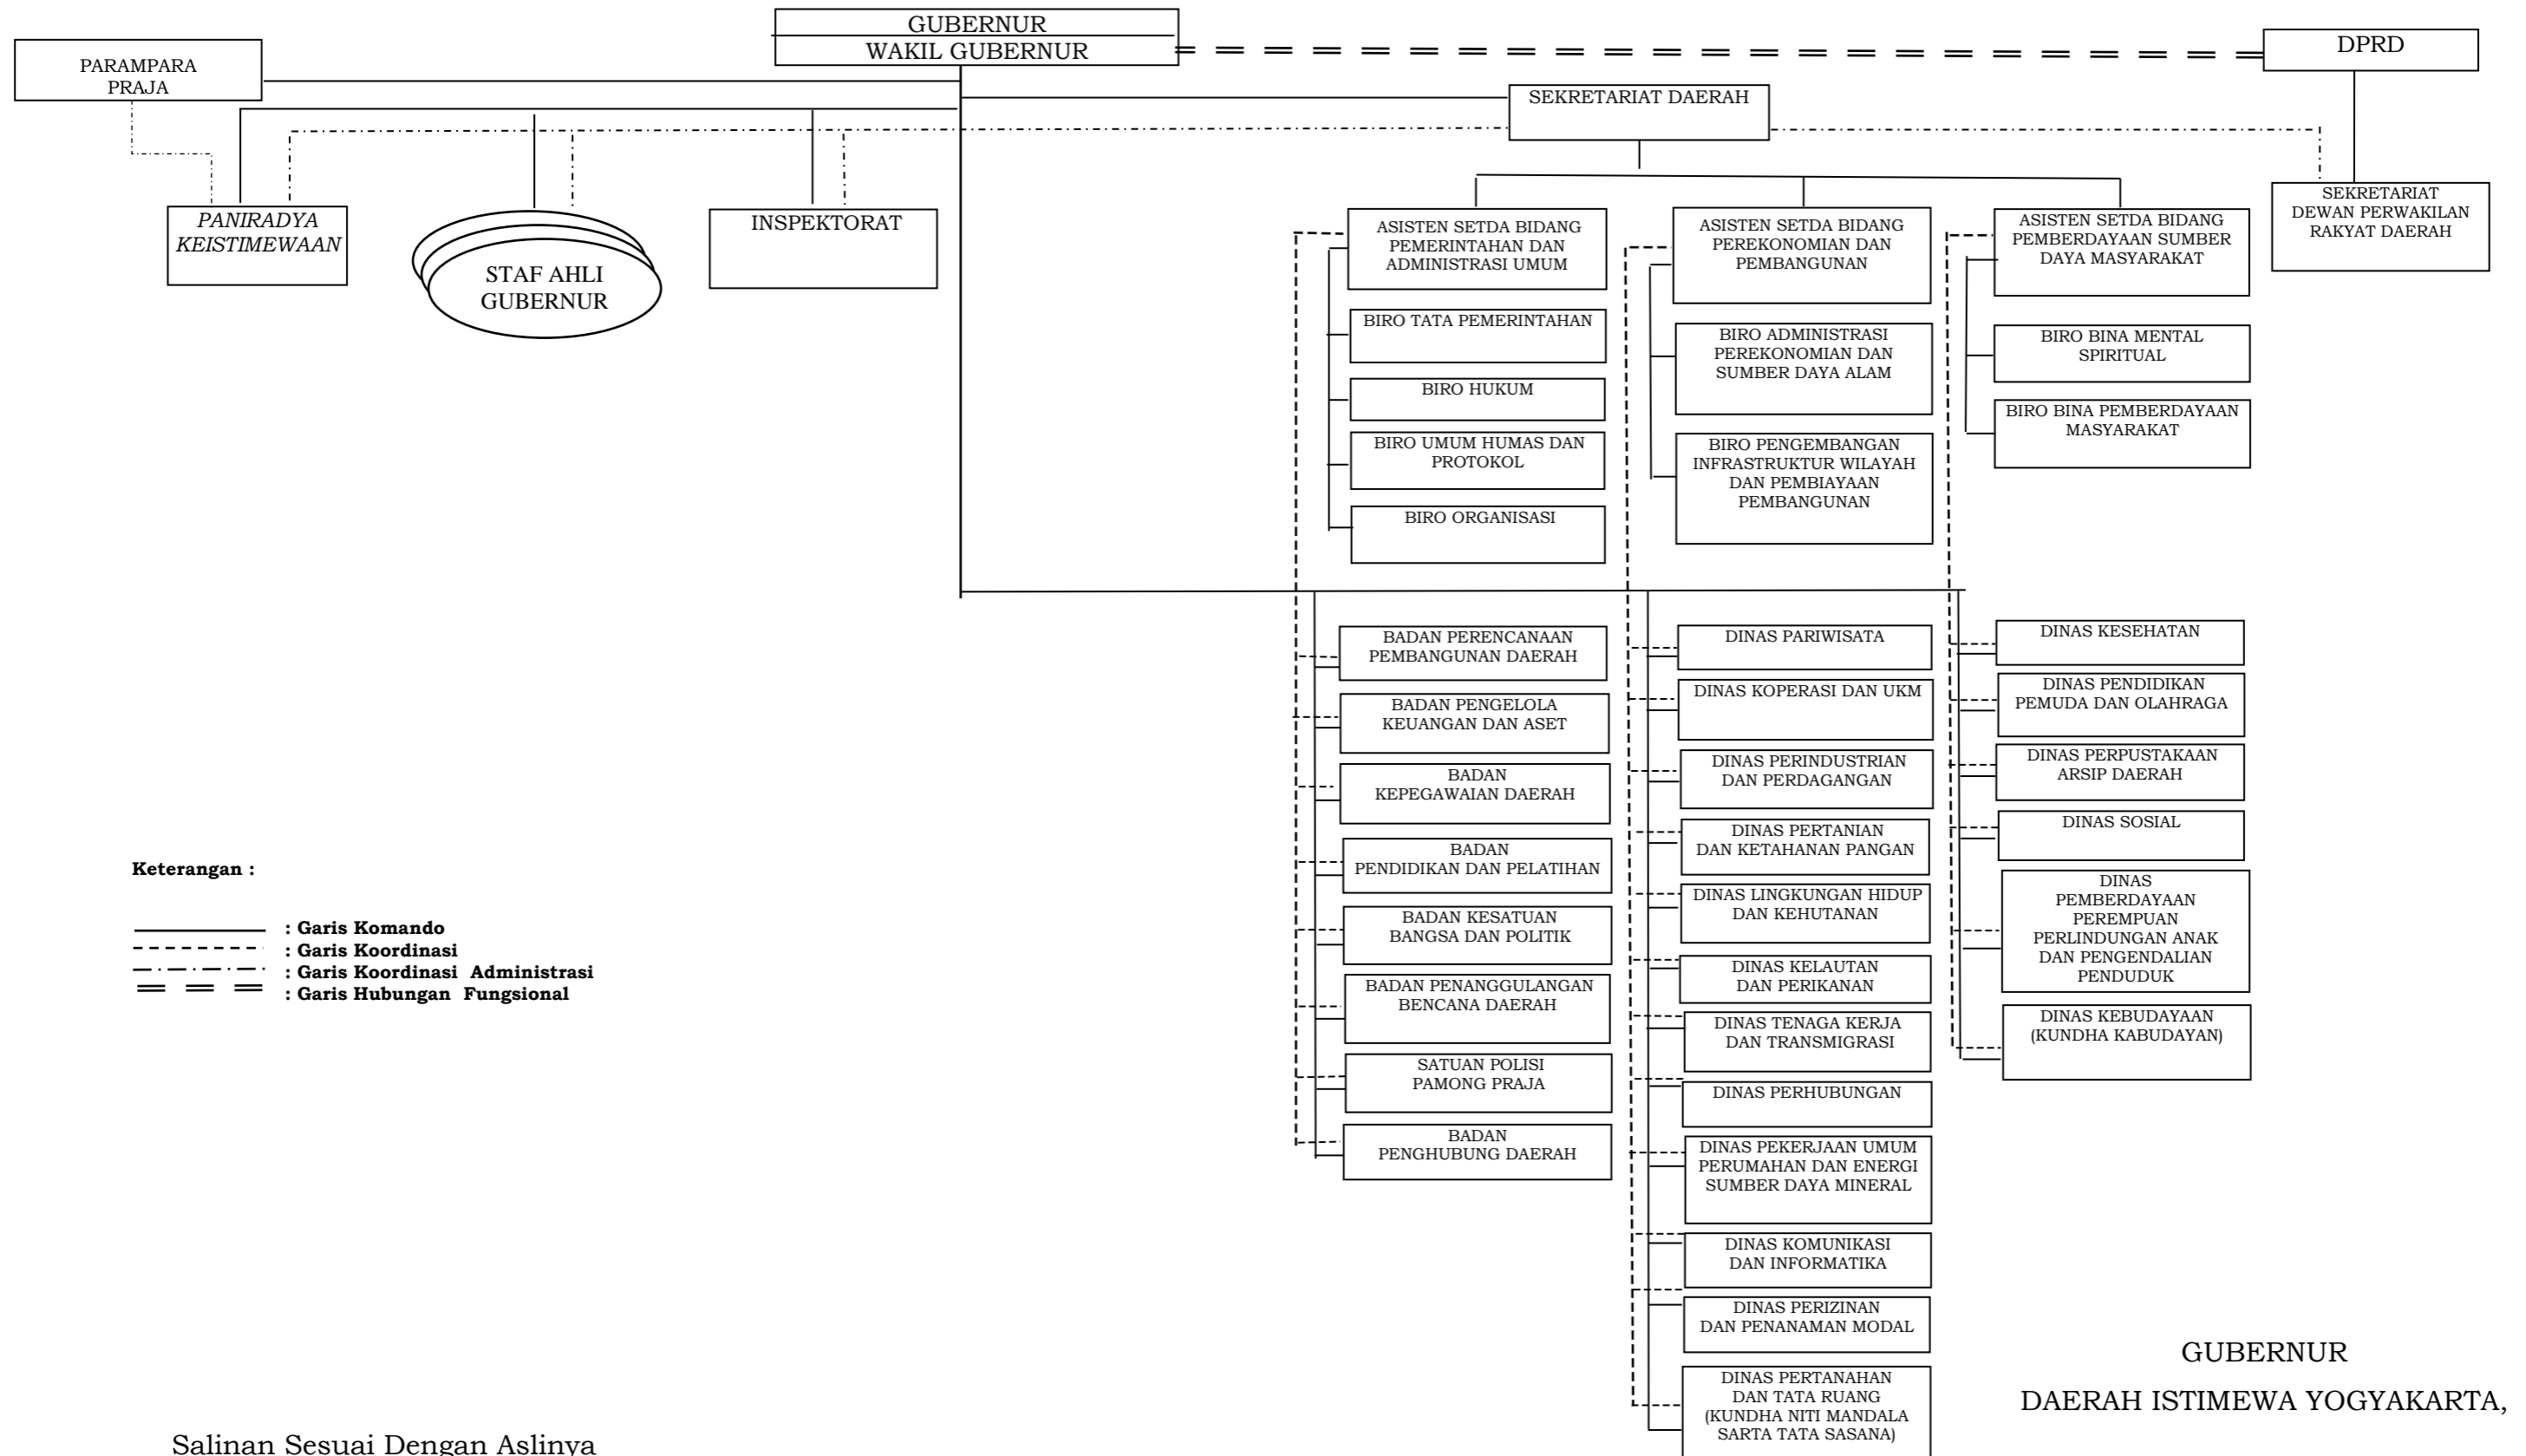 GUBERNUR
WAKIL GUBERNUR
PARAMPARA
PRAJA
DPRD
SEKRETARIAT DAERAH
PANIRADYA
KEISTIMEWAAN
STAF AHLI
GUBERNUR
INSPEKTORAT
ASISTEN SETDA BIDANG
PEMERINTAHAN DAN
ADMINISTRASI UMUM
ASISTEN SETDA BIDANG
PEREKONOMIAN DAN
PEMBANGUNAN
ASISTEN SETDA BIDANG
PEMBERDAYAAN SUMBER
DAYA MASYARAKAT
SEKRETARIAT
DEWAN PERWAKILAN
RAKYAT DAERAH
BIRO TATA PEMERINTAHAN
BIRO HUKUM
BIRO UMUM HUMAS DAN
PROTOKOL
BIRO ORGANISASI
BIRO ADMINISTRASI
PEREKONOMIAN DAN
SUMBER DAYA ALAM
BIRO PENGEMBANGAN
INFRASTRUKTUR WILAYAH
DAN PEMBIAYAAN
PEMBANGUNAN
BIRO BINA MENTAL
SPIRITUAL
BIRO BINA PEMBERDAYAAN
MASYARAKAT
BADAN PERENCANAAN
PEMBANGUNAN DAERAH
BADAN PENGELOLA
KEUANGAN DAN ASET
BADAN
KEPEGAWAIAN DAERAH
BADAN
PENDIDIKAN DAN PELATIHAN
BADAN KESATUAN
BANGSA DAN POLITIK
BADAN PENANGGULANGAN
BENCANA DAERAH
SATUAN POLISI
PAMONG PRAJA
BADAN
PENGHUBUNG DAERAH
DINAS PARIWISATA
DINAS KOPERASI DAN UKM
DINAS PERINDUSTRIAN
DAN PERDAGANGAN
DINAS PERTANIAN
DAN KETAHANAN PANGAN
DINAS LINGKUNGAN HIDUP
DAN KEHUTANAN
DINAS KELAUTAN
DAN PERIKANAN
DINAS TENAGA KERJA
DAN TRANSMIGRASI
DINAS PERHUBUNGAN
DINAS PEKERJAAN UMUM
PERUMAHAN DAN ENERGI
SUMBER DAYA MINERAL
DINAS KOMUNIKASI
DAN INFORMATIKA
DINAS PERIZINAN
DAN PENANAMAN MODAL
DINAS PERTANAHAN
DAN TATA RUANG
(KUNDHA NITI MANDALA
SARTA TATA SASANA)
DINAS KESEHATAN
DINAS PENDIDIKAN
PEMUDA DAN OLAHRAGA
DINAS PERPUSTAKAAN
ARSIP DAERAH
DINAS SOSIAL
DINAS
PEMBERDAYAAN
PEREMPUAN
PERLINDUNGAN ANAK
DAN PENGENDALIAN
PENDUDUK
DINAS KEBUDAYAAN
(KUNDHA KABUDAYAN)
Keterangan :
: Garis Komando
: Garis Koordinasi
: Garis Koordinasi Administrasi
: Garis Hubungan Fungsional
GUBERNUR
DAERAH ISTIMEWA YOGYAKARTA,
Salinan Sesuai Dengan Aslinya